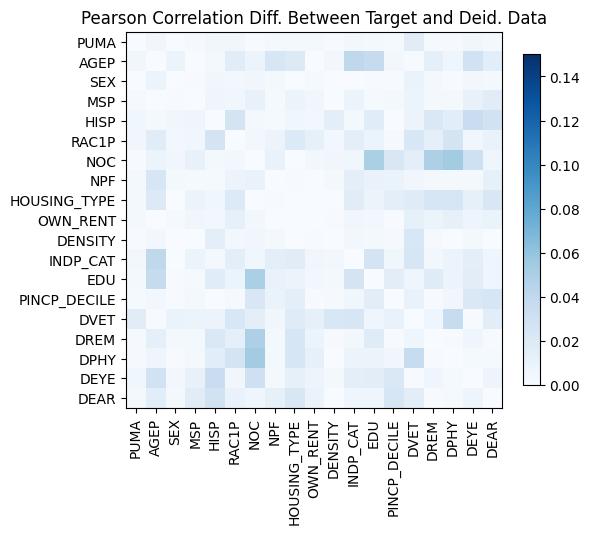 Pearson Correlation Diff. Between Target and Deid. Data
PUMA
AGEP
SEX
MSP
HISP
RAC1P
NOC
NPF
HOUSING_TYPE
OWN_RENT
DENSITY
INDP_CAT
EDU
PINCP_DECILE
DVET
DREM
DPHY
DEYE
DEAR
PUMA
AGEP
SEX
MSP
HISP
RAC1P
NOC
NPF
HOUSING_TYPE
OWN_RENT
DENSITY
INDP_CAT
EDU
PINCP_DECILE
DVET
DREM
DPHY
DEYE
DEAR
0.14
0.12
0.10
0.08
0.06
0.04
0.02
0.00